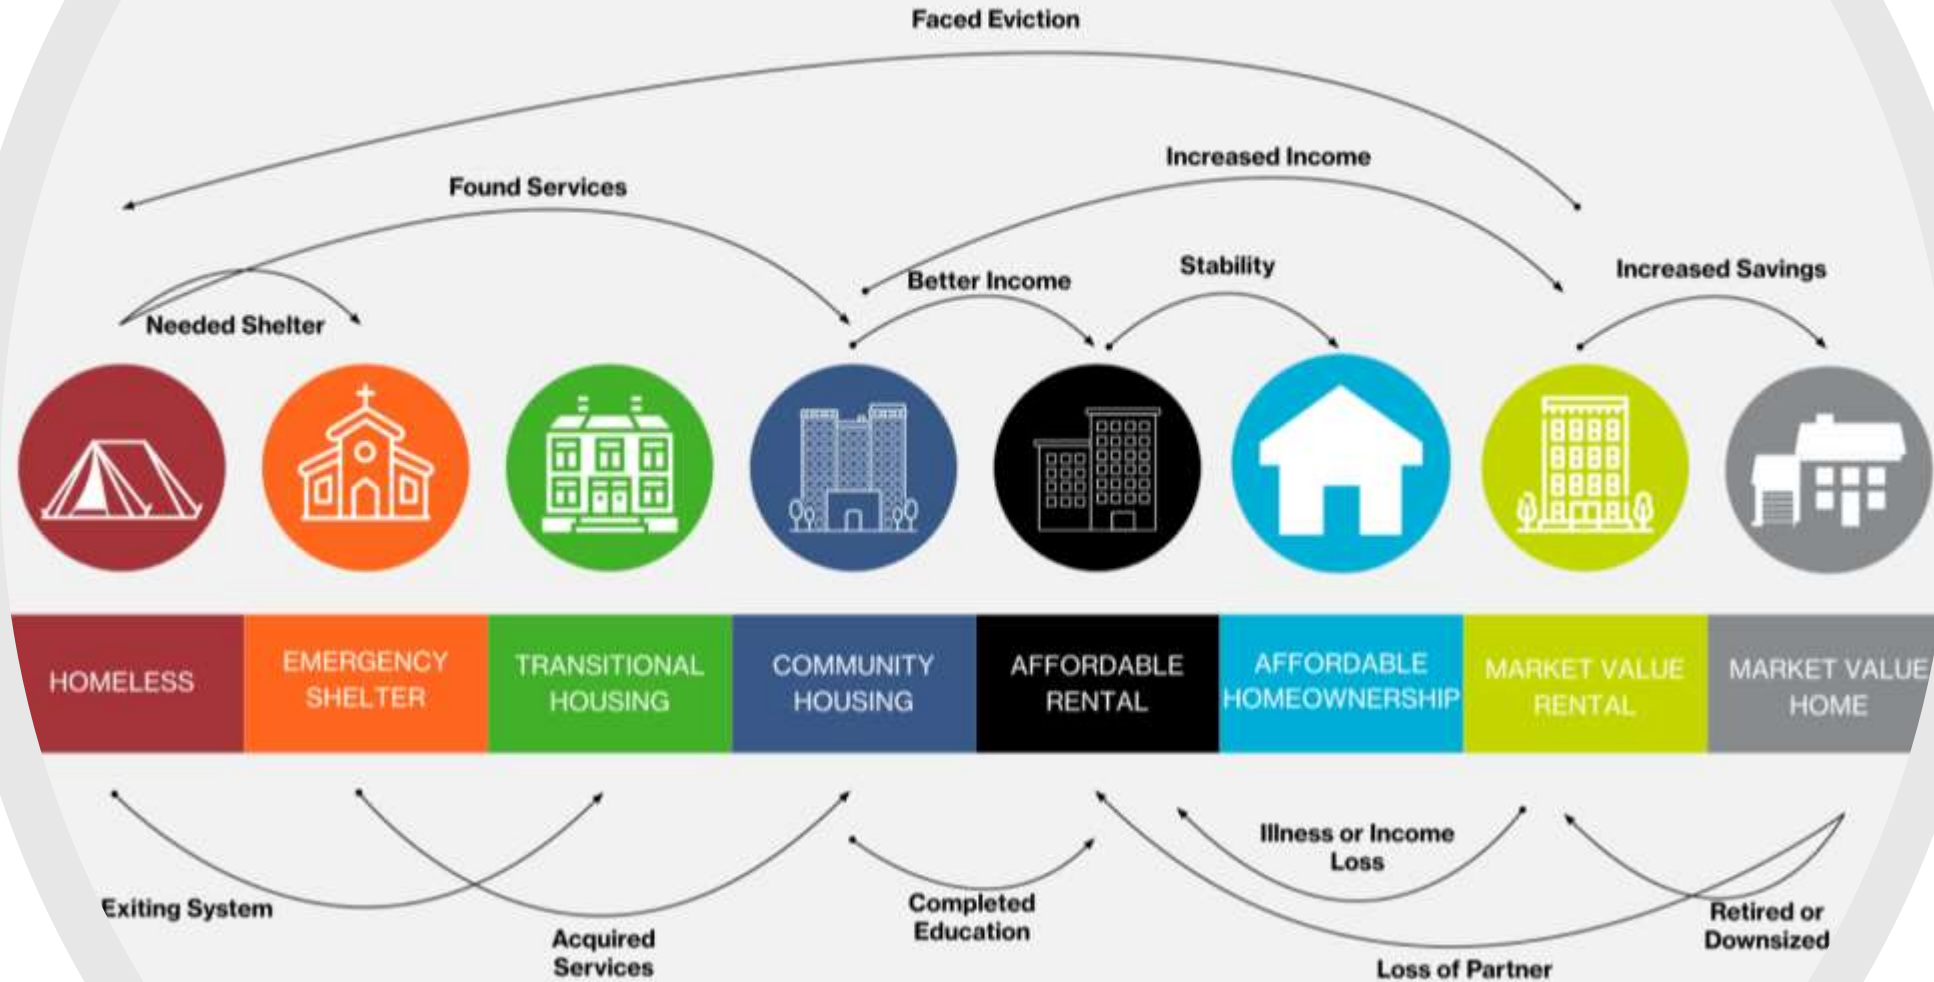 Faced Eviction
Increased Income
Found Services
Stability
Increased Savings
Better Income
Needed Shelter
HOMELESS
EMERGENCY
SHELTER
TRANSITIONAL
HOUSING
COMMUNITY
HOUSING
AFFORDABLE
RENTAL
AFFORDABLE
HOMEOWNERSHIP
MARKET VALUE
RENTAL
MARKET VALUE
HOME
Illness or Income
Loss
Exiting System
Completed
Education
Retired or
Downsized
Acquired
Services
Loss of Partner